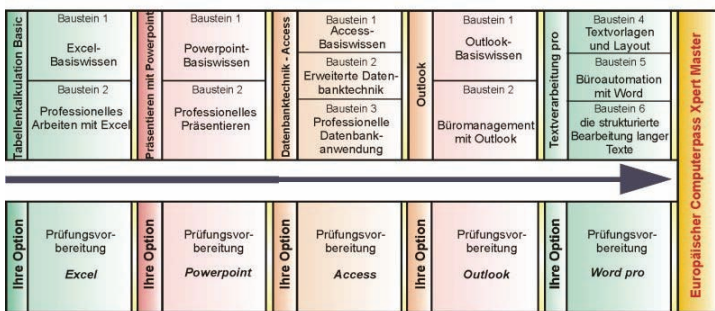 Tabellenkalkulation Basic
Baustein 1
Excel-
Basiswissen
Baustein 2
Professionelles
Arbeiten mit Excel
Präsentieren mit Powerpoint
Baustein 1
Powerpoint-
Basiswissen
Baustein 2
Professionelles
Präsentieren
Datenbanktechnik - Access
Baustein 1
Access-
Basiswissen
Baustein 2
Erweiterte Daten-
banktechnik
Baustein 3
Professionelle
Datenbank-
anwendung
Outlook
Baustein 1
Outlook-
Basiswissen
Baustein 2
Büromanagement
mit Outlook
Textverarbeitung pro
Baustein 4
Textvorlagen
und Layout
Baustein 5
Büroautomation
mit Word
Baustein 6
die strukturierte
Bearbeitung langer
Texte
Europäischer Computerpass Xpert Master
Ihre Option
Prüfungsvor-
bereitung
Excel
Ihre Option
Prüfungsvor-
bereitung
Powerpoint
Ihre Option
Prüfungsvor-
bereitung
Access
Ihre Option
Prüfungsvor-
bereitung
Outlook
Ihre Option
Prüfungsvor-
bereitung
Word pro